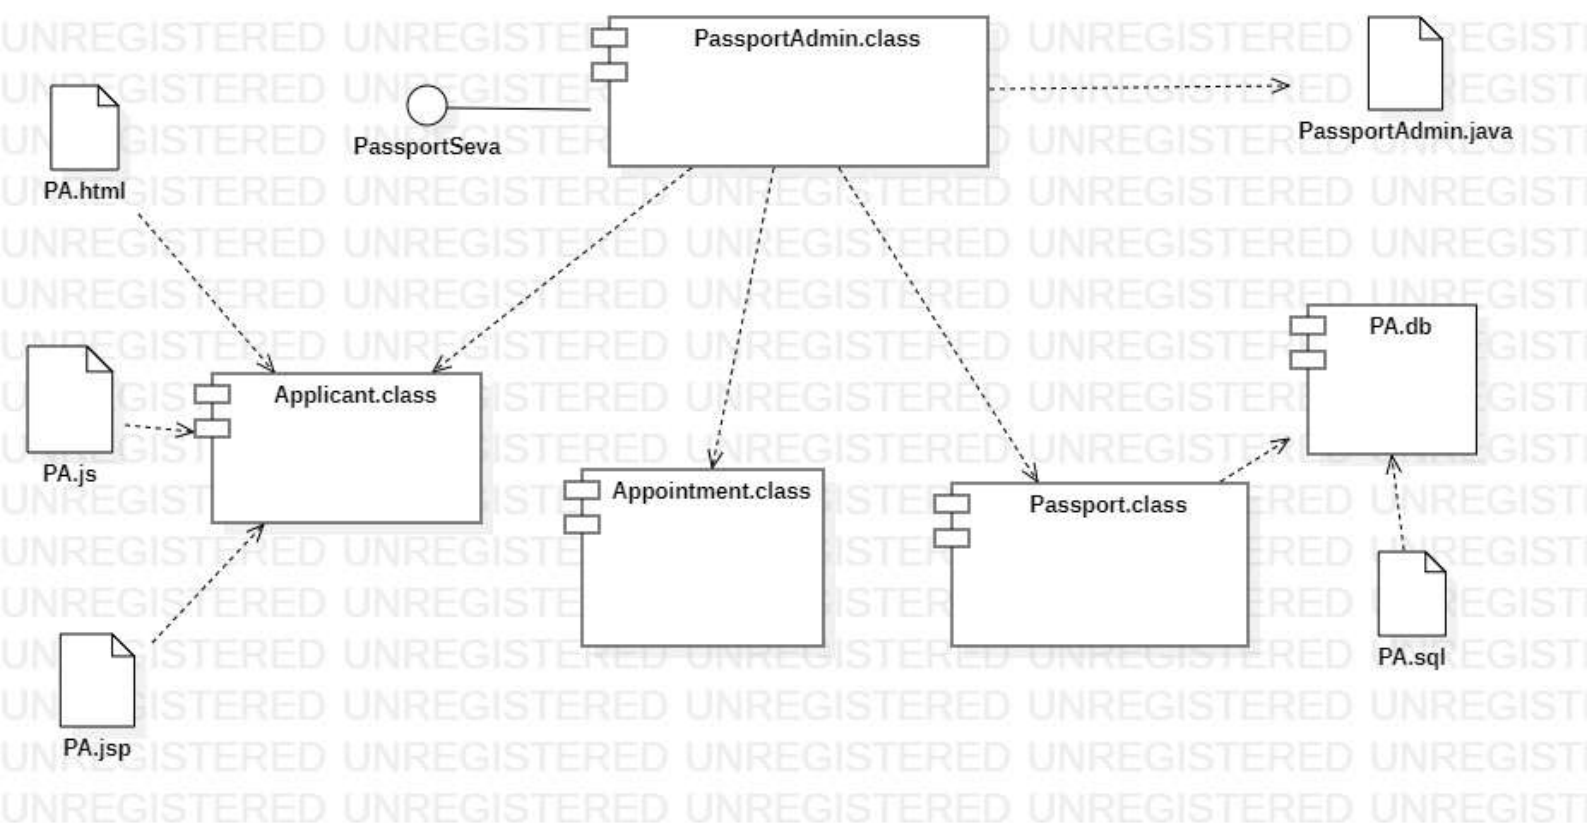 PassportAdmin.class
PassportSeva
PassportAdmin.java
PA.html
PA.db
Applicant.class
PA.js
Appointment.class
Passport.class
PA.sql
PA.jsp
UNREGISTERED